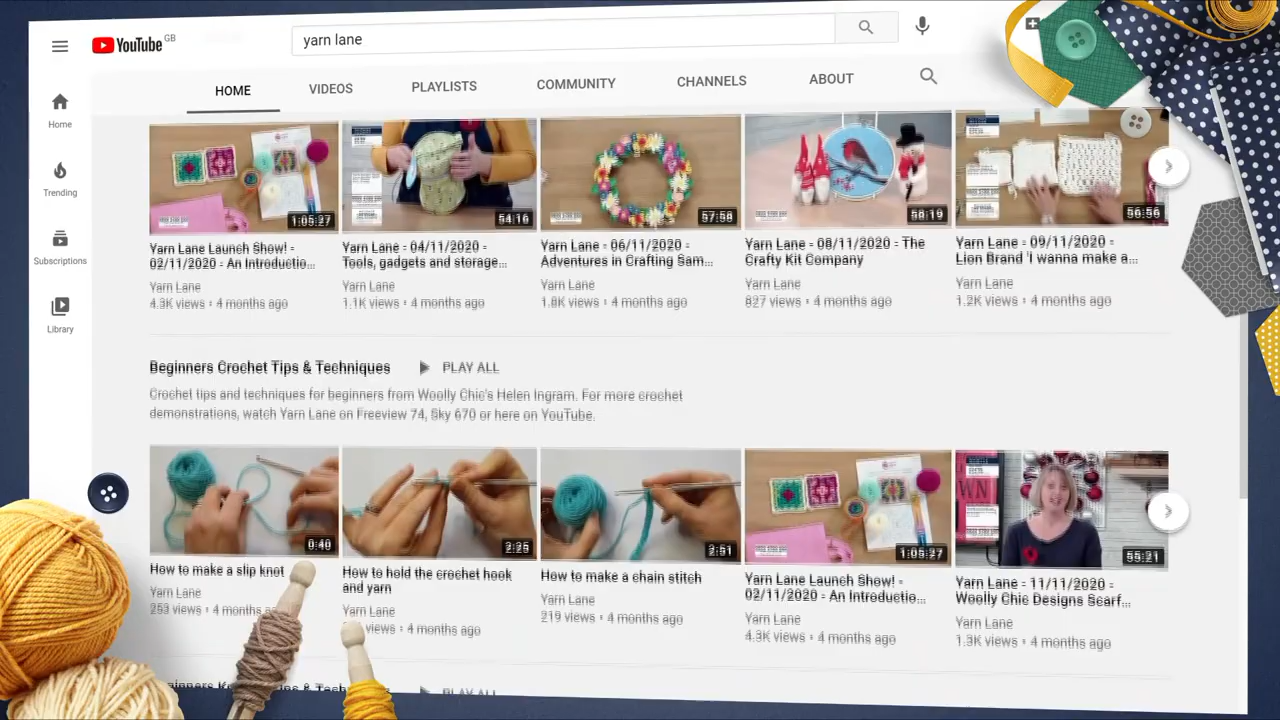 YouTube GB
yarn lane
HOME VIDEOS PLAYLISTS COMMUNITY CHANNELS ABOUT
Home
Trending
Subscriptions
Library
1:05:27
54:16
57:58
58:19
56:56
Yarn Lane Launch Show! -
02/11/2020 - An Introductio...
Yarn Lane
4.3K views • 4 months ago
Yarn Lane - 04/11/2020 -
Tools, gadgets and storage...
Yarn Lane
1.1K views • 4 months ago
Yarn Lane - 06/11/2020 -
Adventures in Crafting Sam...
Yarn Lane
1.8K views • 4 months ago
Yarn Lane - 08/11/2020 - The
Crafty Kit Company
Yarn Lane
827 views • 4 months ago
Yarn Lane - 09/11/2020 -
Lion Brand 'I wanna make a...
Yarn Lane
1.2K views • 4 months ago
Beginners Crochet Tips & Techniques PLAY ALL
Crochet tips and techniques for beginners from Woolly Chic's Helen Ingram. For more crochet
demonstrations, watch Yarn Lane on Freeview 74, Sky 670 or here on YouTube.
0:40
2:25
2:51
1:05:27
55:21
How to make a slip knot
Yarn Lane
253 views • 4 months ago
How to hold the crochet hook
and yarn
Yarn Lane
views • 4 months ago
How to make a chain stitch
Yarn Lane
219 views • 4 months ago
Yarn Lane Launch Show! -
02/11/2020 - An Introductio...
Yarn Lane
4.3K views • 4 months ago
Yarn Lane - 11/11/2020 -
Woolly Chic Designs Scarf...
Yarn Lane
1.3K views • 4 months ago
PLAY ALL